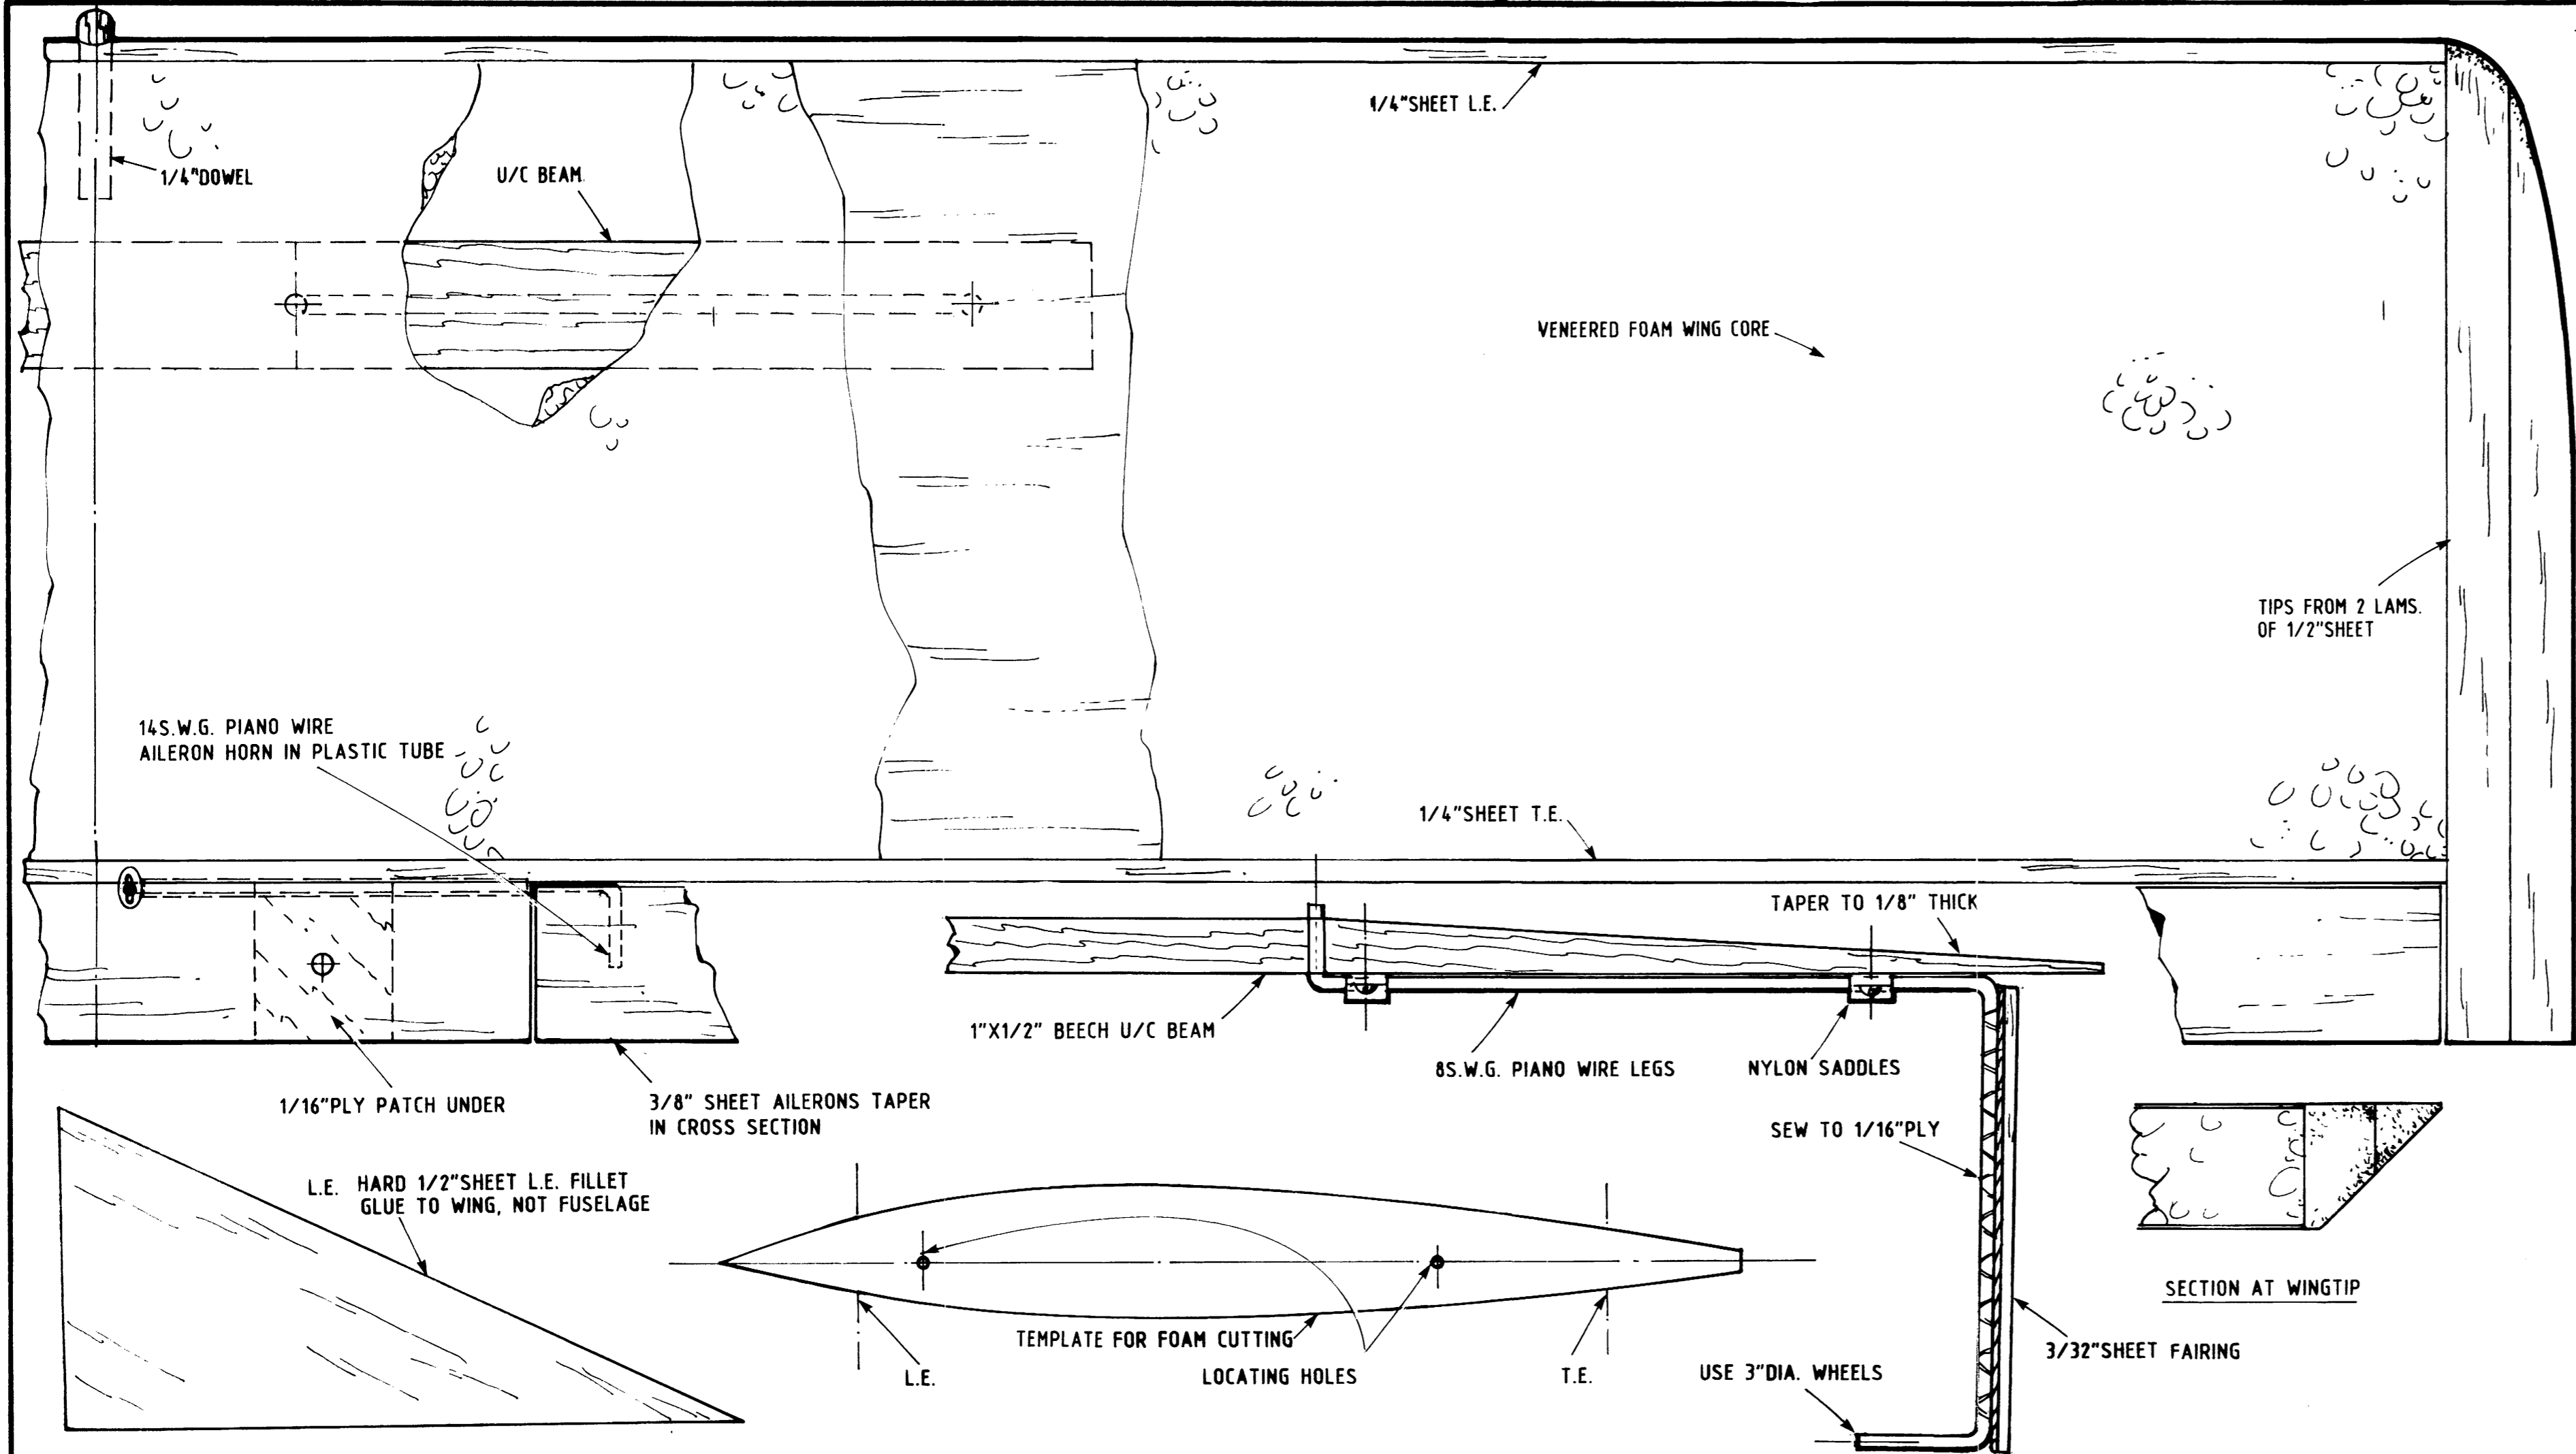 1/4"SHEET L.E.
1/4"DOWEL
U/C BEAM
VENEERED FOAM WING CORE
TIPS FROM 2 LAMS.
OF 1/2"SHEET
14S.W.G. PIANO WIRE
AILERON HORN IN PLASTIC TUBE
1/4"SHEET T.E.
TAPER TO 1/8" THICK
1"X1/2" BEECH U/C BEAM
8S.W.G. PIANO WIRE LEGS
NYLON SADDLES
1/16"PLY PATCH UNDER
3/8" SHEET AILERONS TAPER
IN CROSS SECTION
SEW TO 1/16"PLY
L.E. HARD 1/2"SHEET L.E. FILLET
GLUE TO WING, NOT FUSELAGE
SECTION AT WINGTIP
TEMPLATE FOR FOAM CUTTING
3/32"SHEET FAIRING
L.E.
LOCATING HOLES
T.E.
USE 3"DIA. WHEELS